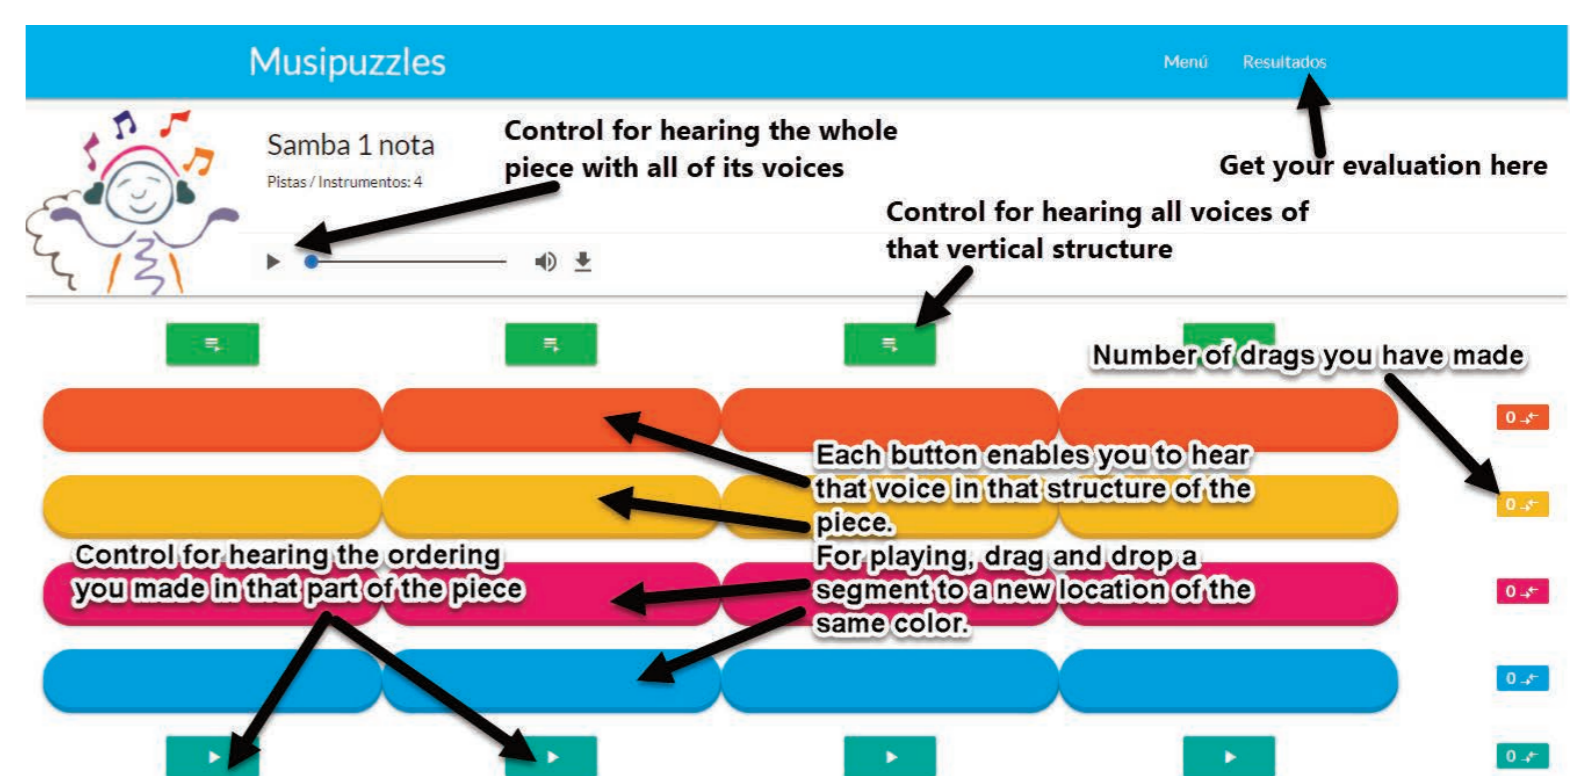 Musipuzzles
Menú
Resultados
Samba 1 nota
Pistas / Instrumentos: 4
Control for hearing the whole
piece with all of its voices
Get your evaluation here
Control for hearing all voices of
that vertical structure
Number of drags you have made
0
Each button enables you to hear
that voice in that structure of the
piece.
0
Control for hearing the ordering
you made in that part of the piece
For playing, drag and drop a
segment to a new location of the
same color.
0
0
0